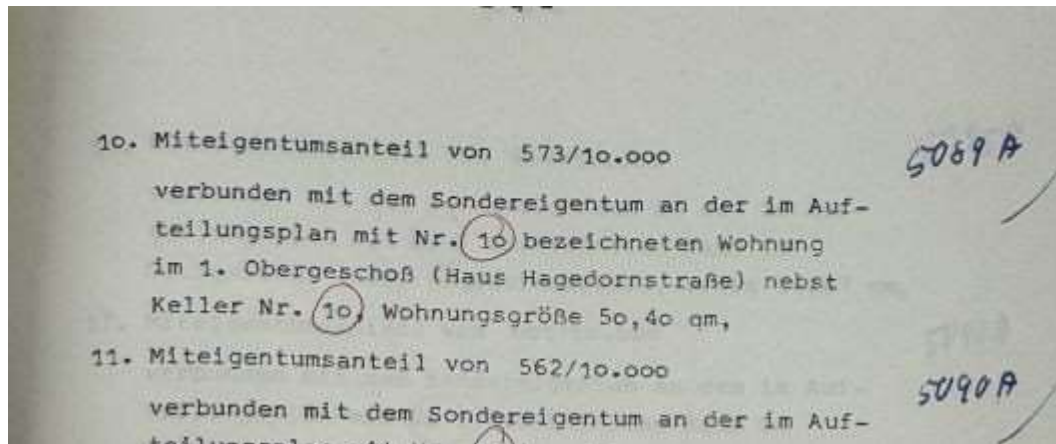 10. Miteigentumsanteil von 573/10.000
5089 A
verbunden mit dem Sondereigentum an der im Auf-
teilungsplan mit Nr. 10 bezeichneten Wohnung
im 1. Obergeschoß (Haus Hagedornstraße) nebst
Keller Nr. 10, Wohnungsgröße 50,40 qm,
11. Miteigentumsanteil von 562/10.000
5090 A
verbunden mit dem Sondereigentum an der im Auf-